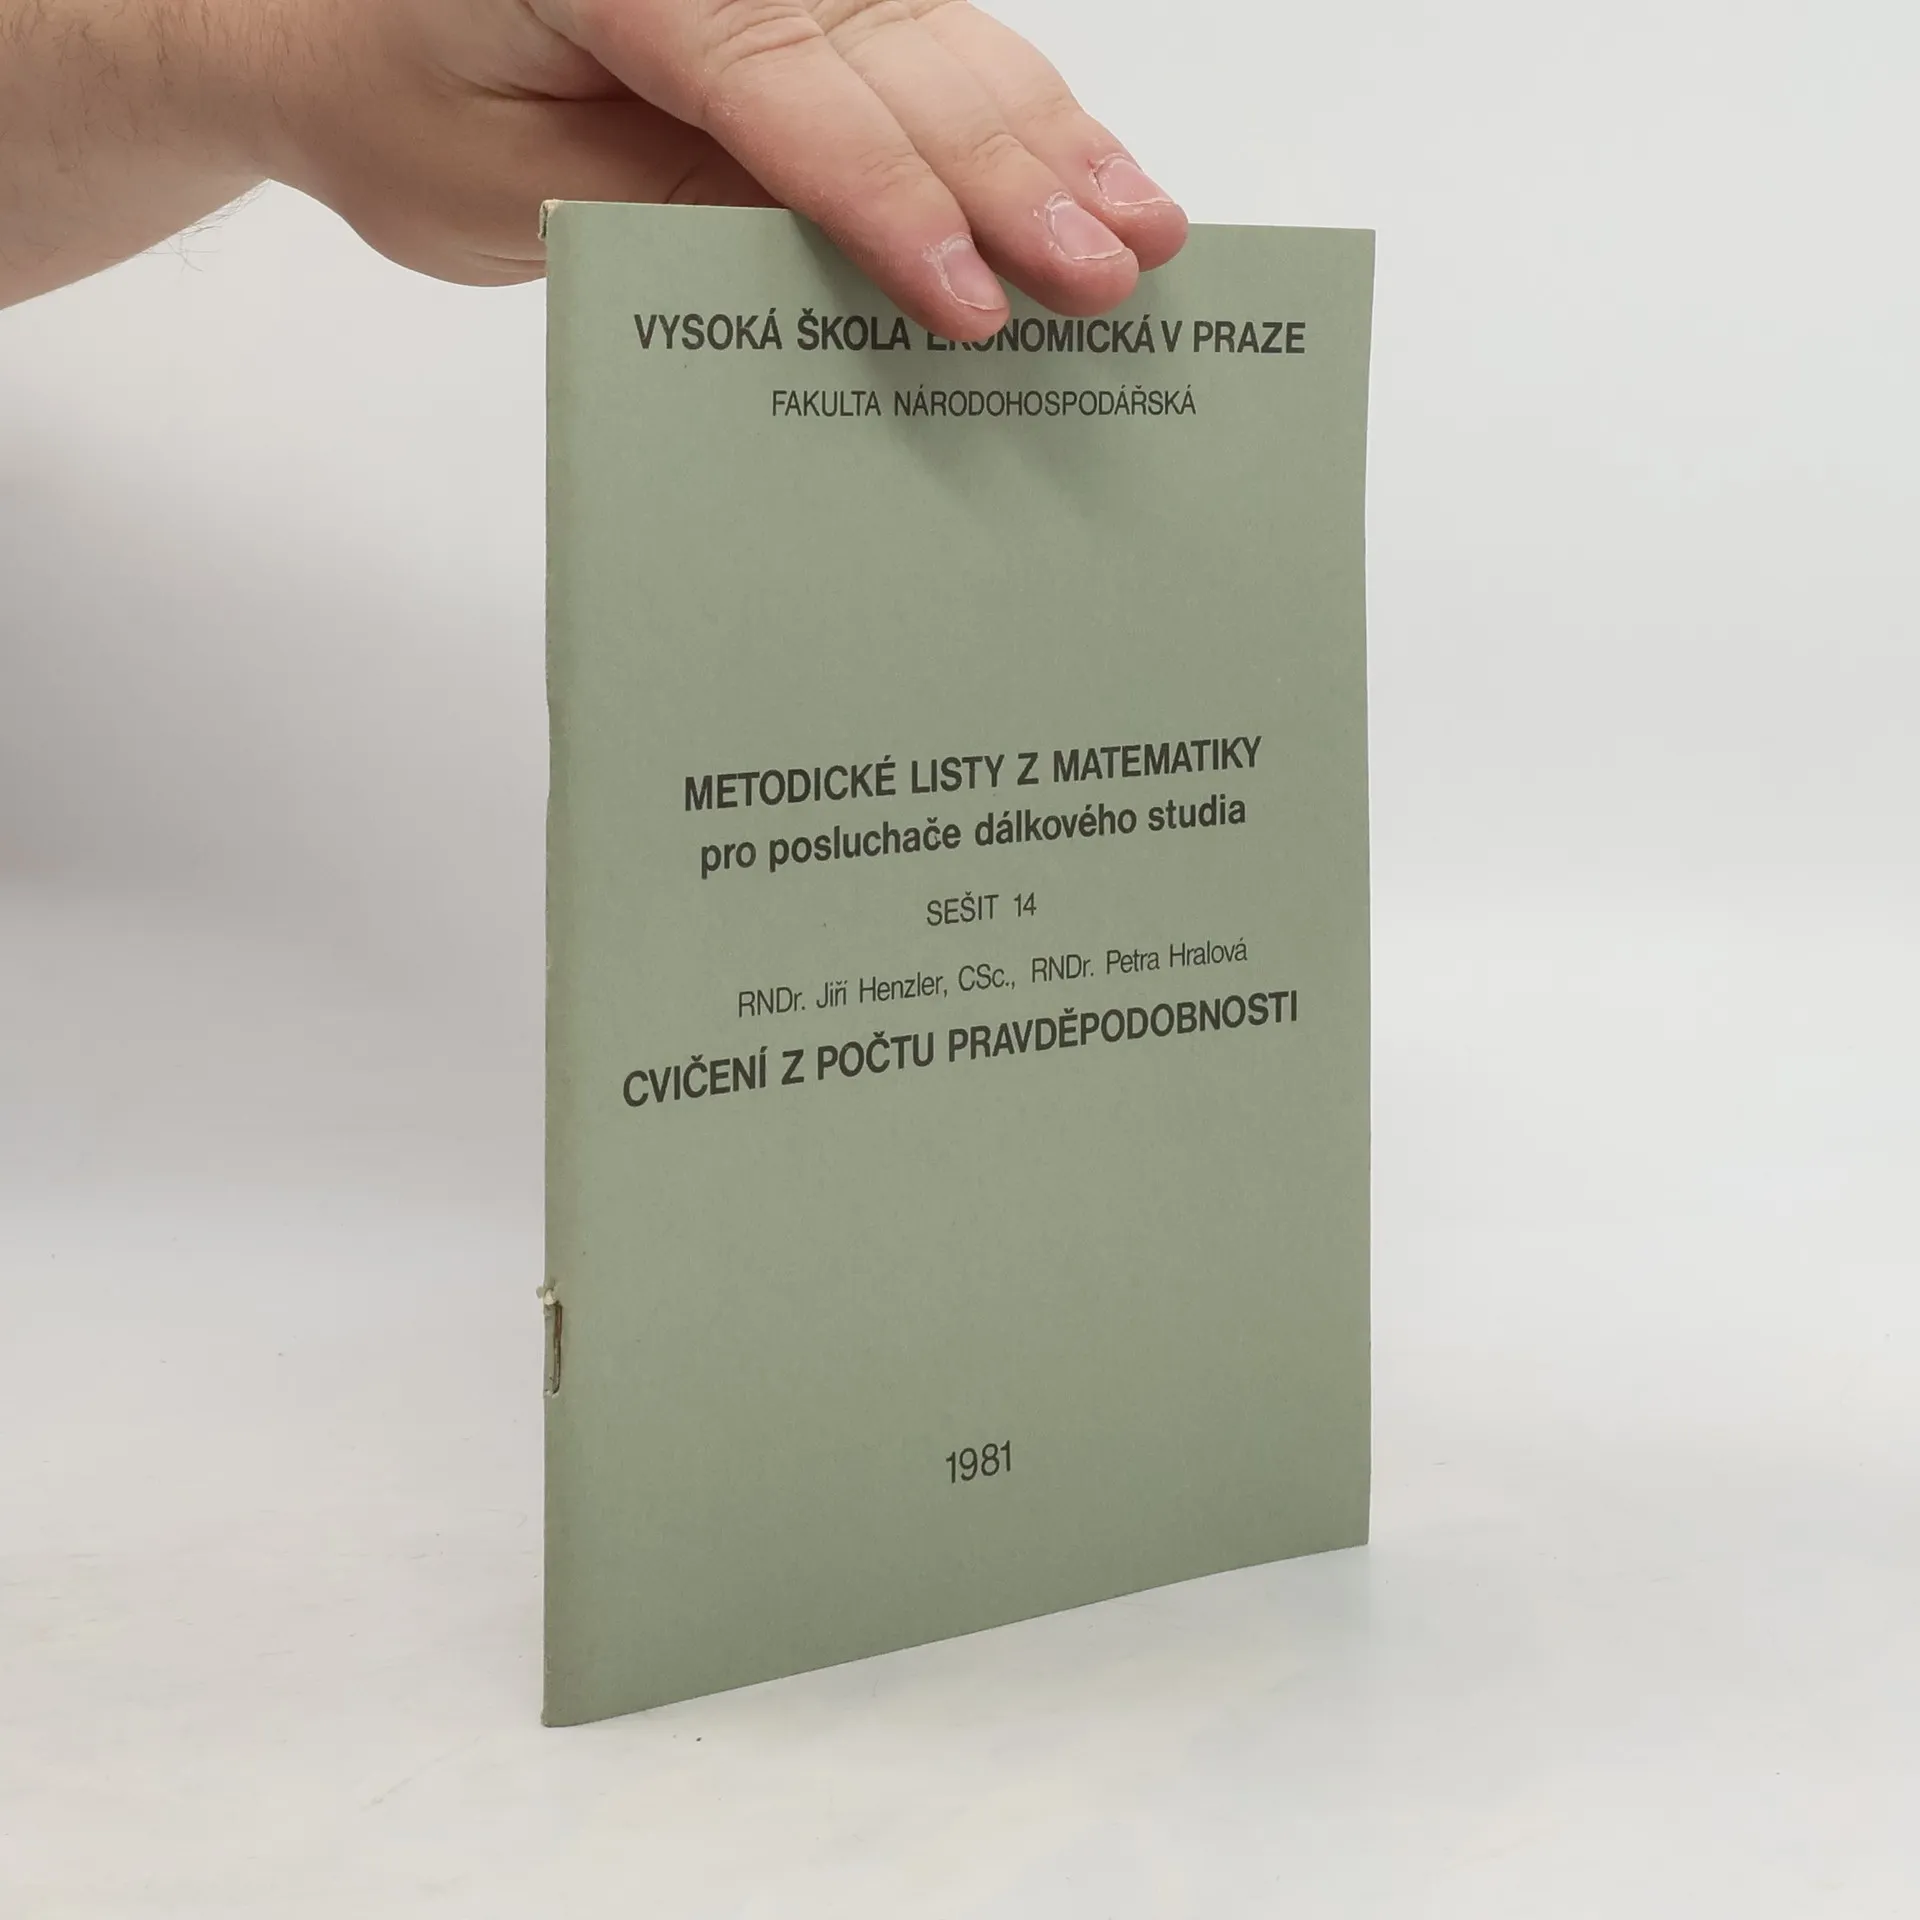 VYSOKÁ ŠKOLA EKONOMICKÁ V PRAZE
FAKULTA NÁRODOHOSPODÁŘSKÁ
METODICKÉ LISTY Z MATEMATIKY
pro posluchače dálkového studia
SEŠIT 14
RNDr. Jiří Henzler, CSc., RNDr. Petra Hralová
CVIČENÍ Z POČTU PRAVDĚPODOBNOSTI
1981